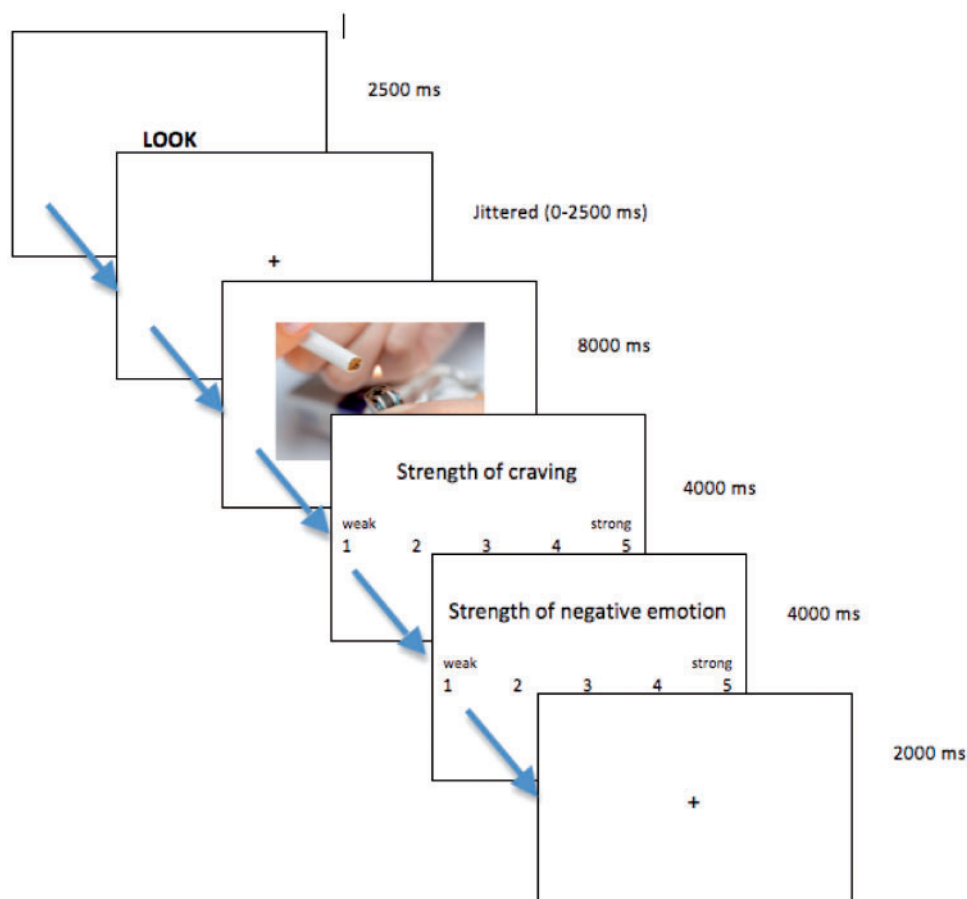 2500 ms
LOOK
Jittered (0-2500 ms)
+
8000 ms
Strength of craving
4000 ms
weak strong
1 2 3 4 5
Strength of negative emotion
4000 ms
weak strong
1 2 3 4 5
2000 ms
+